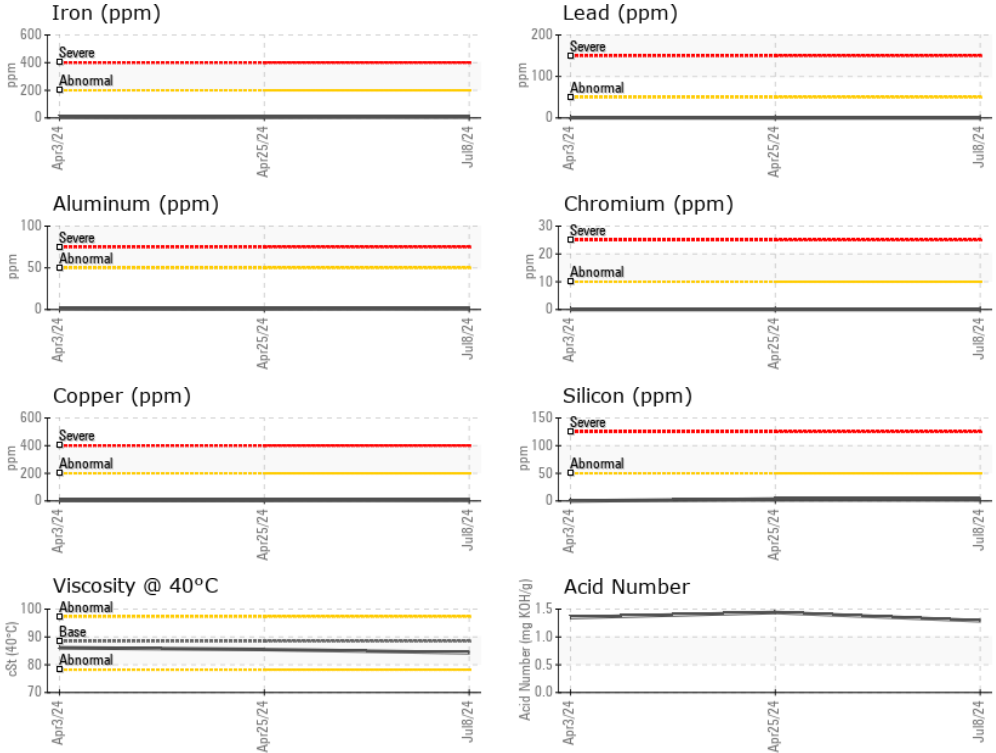 Iron (ppm)
600
400
200
0
ppm
Severe
Abnormal
Apr3/24
Apr25/24
Jul8/24
Lead (ppm)
200
100
0
ppm
Severe
Abnormal
Apr3/24
Apr25/24
Jul8/24
Aluminum (ppm)
100
50
0
ppm
Severe
Abnormal
Apr3/24
Apr25/24
Jul8/24
Chromium (ppm)
30
20
10
0
ppm
Severe
Abnormal
Apr3/24
Apr25/24
Jul8/24
Copper (ppm)
600
400
200
0
ppm
Severe
Abnormal
Apr3/24
Apr25/24
Jul8/24
Silicon (ppm)
150
100
50
0
ppm
Severe
Abnormal
Apr3/24
Apr25/24
Jul8/24
Viscosity @ 40°C
100
90
80
70
cSt (40°C)
Abnormal
Base
Abnormal
Apr3/24
Apr25/24
Jul8/24
Acid Number
1.5
1.0
0.5
0.0
Acid Number (mg KOH/g)
Apr3/24
Apr25/24
Jul8/24